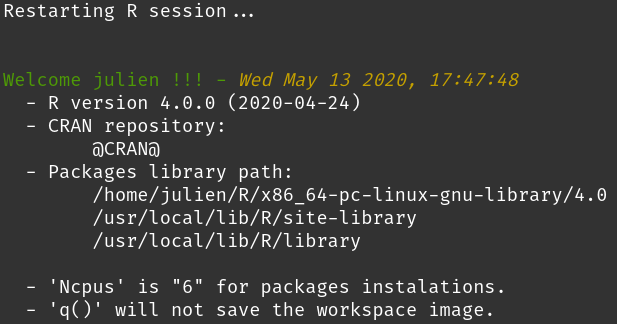 Restarting R session...
Welcome julien !!! - Wed May 13 2020, 17:47:48
- R version 4.0.0 (2020-04-24)
- CRAN repository:
@CRAN@
- Packages library path:
/home/julien/R/x86_64-pc-linux-gnu-library/4.0
/usr/local/lib/R/site-library
/usr/local/lib/R/library
- 'Ncpus' is "6" for packages instalations.
- 'q()' will not save the workspace image.